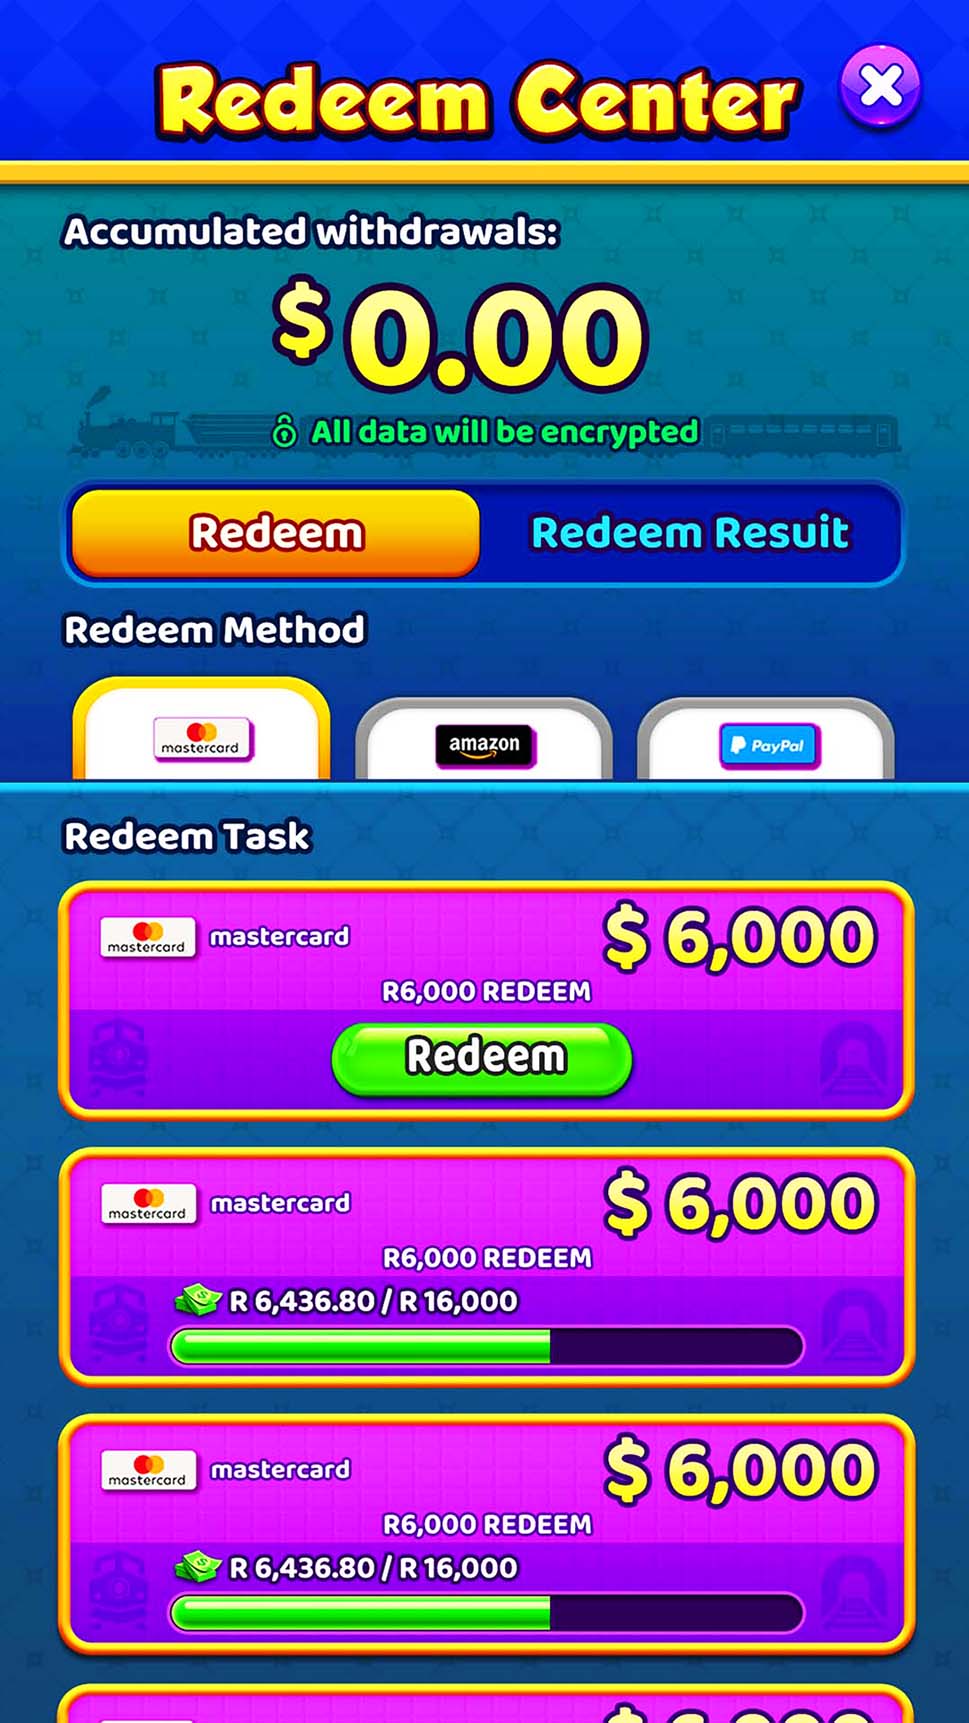 Redeem Center
Accumulated withdrawals:
$0.00
All data will be encrypted
Redeem
Redeem Resuit
Redeem Method
mastercard
amazon
PayPal
Redeem Task
mastercard
mastercard
$6,000
R6,000 REDEEM
Redeem
mastercard
mastercard
$6,000
R6,000 REDEEM
R 6,436.80 / R 16,000
mastercard
mastercard
$6,000
R6,000 REDEEM
R 6,436.80 / R 16,000